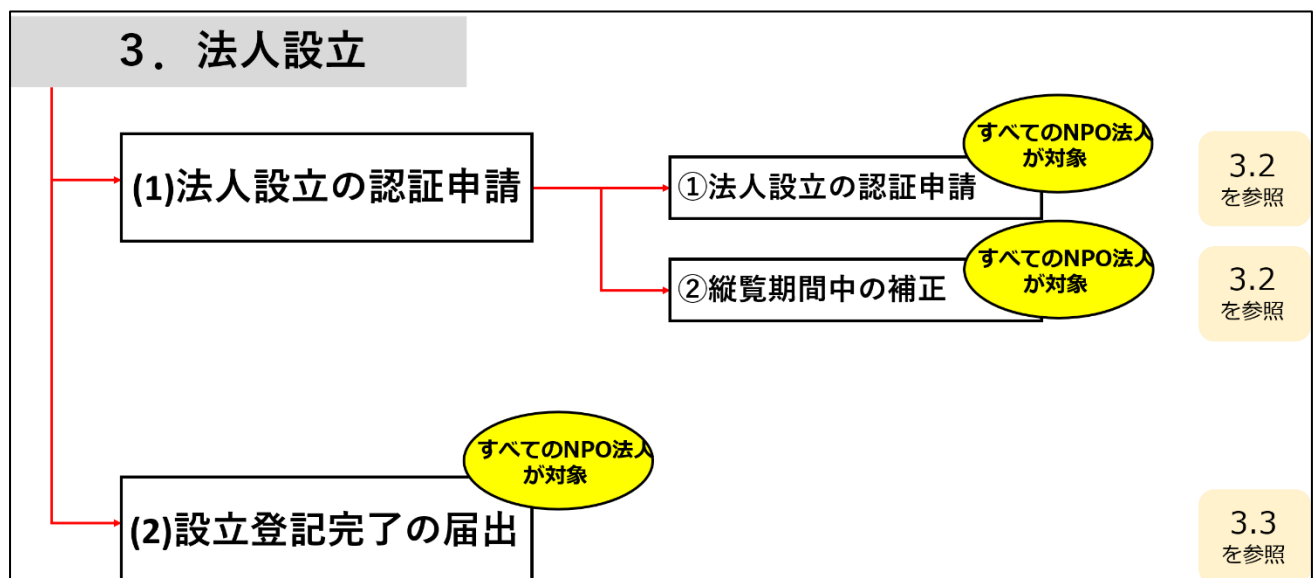 3．法人設立
(1)法人設立の認証申請
すべてのNPO法人
が対象
①法人設立の認証申請
3.2
を参照
すべてのNPO法人
が対象
②縦覧期間中の補正
3.2
を参照
すべてのNPO法人
が対象
(2)設立登記完了の届出
3.3
を参照